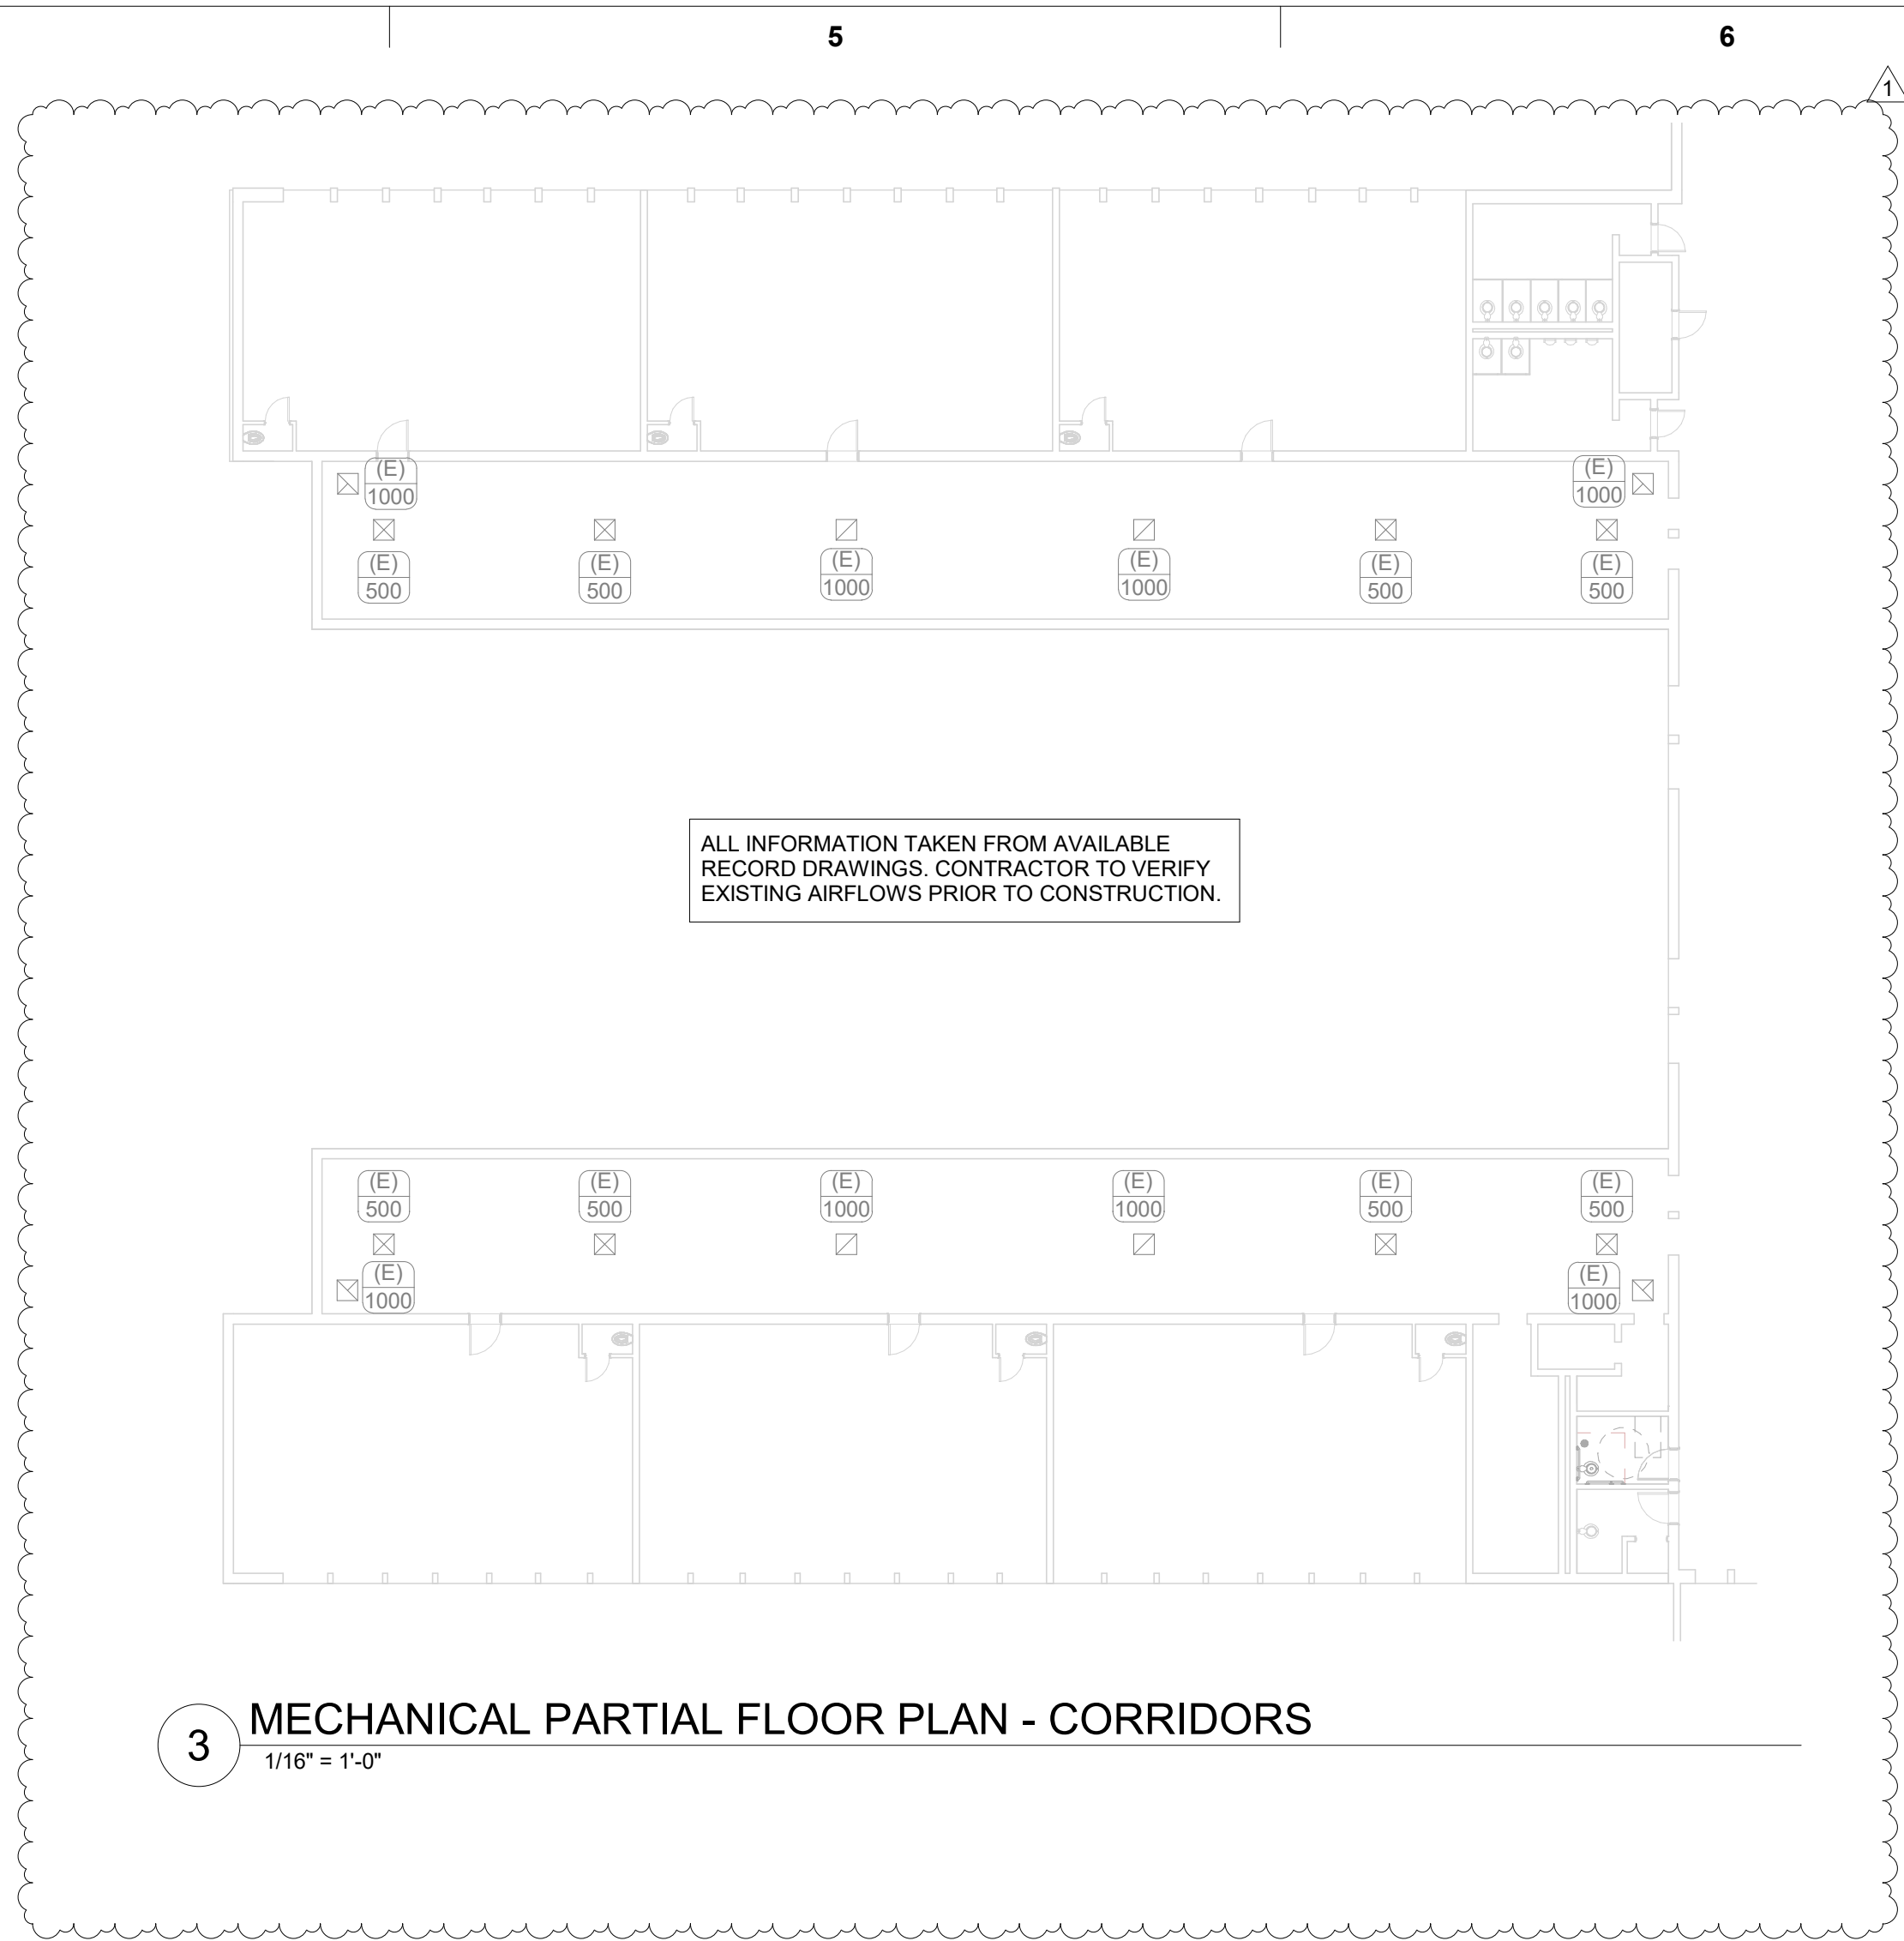 5
6
1
(E)
1000
(E)
1000
(E)
500
(E)
500
(E)
1000
(E)
1000
(E)
500
(E)
500
ALL INFORMATION TAKEN FROM AVAILABLE
RECORD DRAWINGS. CONTRACTOR TO VERIFY
EXISTING AIRFLOWS PRIOR TO CONSTRUCTION.
(E)
500
(E)
500
(E)
1000
(E)
1000
(E)
500
(E)
500
(E)
1000
(E)
1000
3
MECHANICAL PARTIAL FLOOR PLAN - CORRIDORS
1/16" = 1'-0"